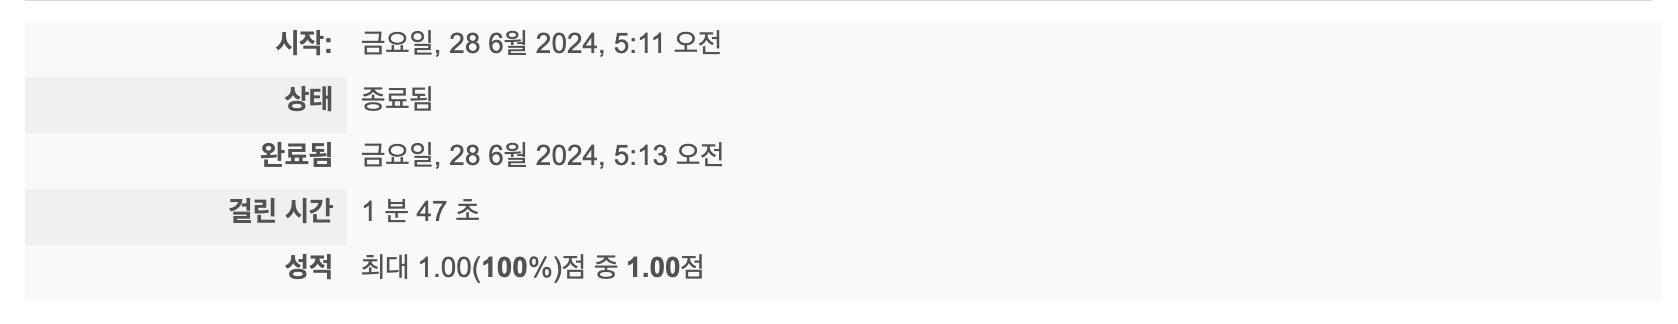 시작: 금요일, 28 6월 2024, 5:11 오전
상태 종료됨
완료됨 금요일, 28 6월 2024, 5:13 오전
걸린 시간 1 분 47 초
성적 최대 1.00(100%)점 중 1.00점